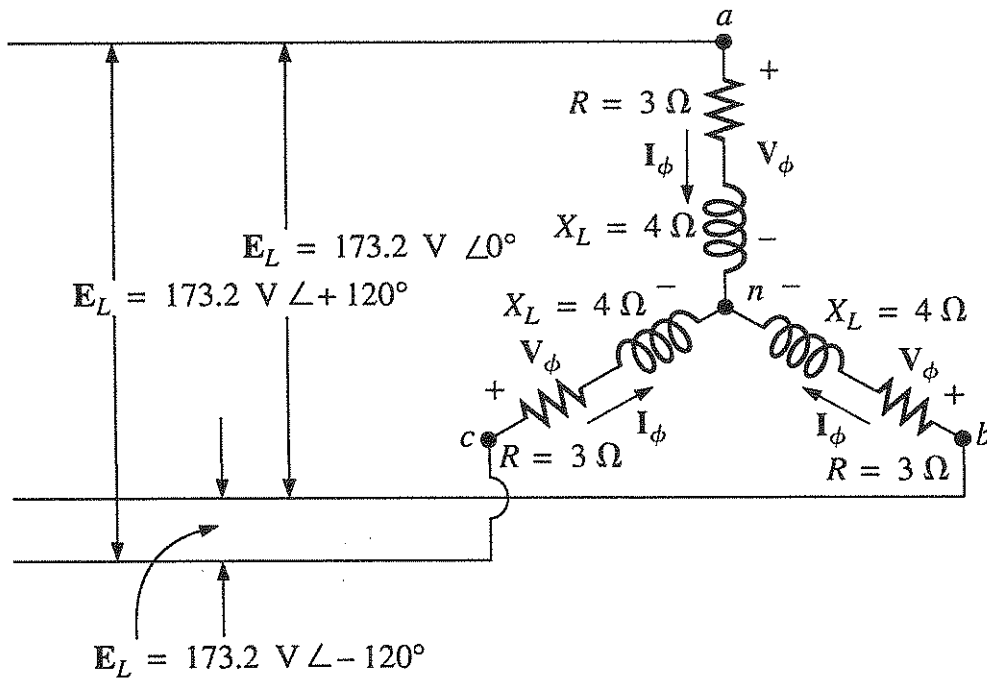 a
+
R = 3 Ω
I_ϕ
V_ϕ
X_L = 4 Ω
−
E_L = 173.2 V ∠0°
E_L = 173.2 V ∠+ 120°
X_L = 4 Ω
−
n
−
X_L = 4 Ω
V_ϕ
V_ϕ
+
+
c
I_ϕ
I_ϕ
b
R = 3 Ω
R = 3 Ω
E_L = 173.2 V ∠− 120°